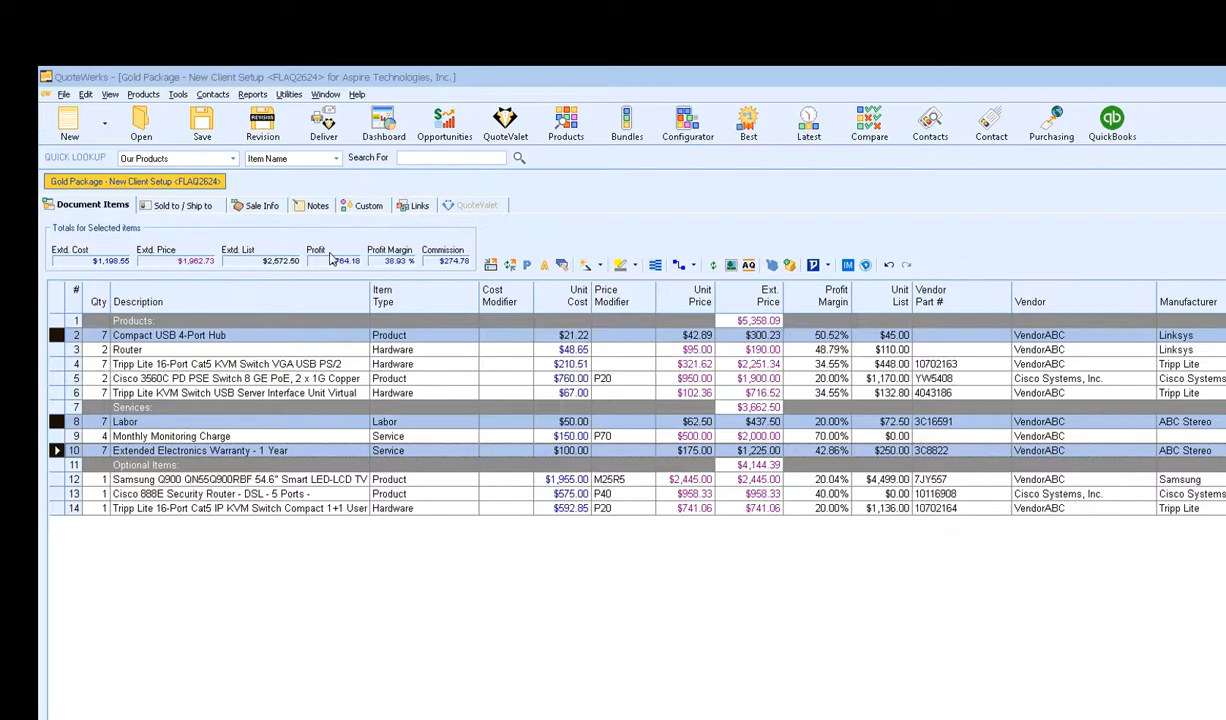 QuoteWerks - [Gold Package - New Client Setup <FLAQ2624> for Aspire Technologies, Inc. ]
File Edit View Products Tools Contacts Reports Utilities Window Help
New Open Save Revision Deliver Dashboard Opportunities QuoteValet Products Bundles Configurator Best Latest Compare Contacts Contact Purchasing QuickBooks
QUICK LOOKUP Our Products Item Name Search For
Gold Package - New Client Setup <FLAQ2624>
Document Items Sold to / Ship to Sale Info Notes Custom Links QuoteValet
Totals for Selected items
Extd. Cost Extd. Price Extd. List Profit Profit Margin Commission
$1,198.55 $1,962.73 $2,572.50 764.18 38.93 % $274.78
# Qty Description Item Type Cost Modifier Unit Cost Price Modifier Unit Price Ext. Price Profit Margin Unit List Vendor Part # Vendor Manufacturer
1 Products: $5,358.09
2 7 Compact USB 4-Port Hub Product $21.22 $42.89 $300.23 50.52% $45.00 VendorABC Linksys
3 2 Router Hardware $48.65 $95.00 $190.00 48.79% $110.00 VendorABC Linksys
4 7 Tripp Lite 16-Port Cat5 KVM Switch VGA USB PS/2 Hardware $210.51 $321.62 $2,251.34 34.55% $448.00 10702163 VendorABC Tripp Lite
5 2 Cisco 3560C PD PSE Switch 8 GE PoE, 2 x 1G Copper Product $760.00 P20 $950.00 $1,900.00 20.00% $1,170.00 YW5408 Cisco Systems, Inc. Cisco Systems,
6 7 Tripp Lite KVM Switch USB Server Interface Unit Virtual Hardware $67.00 $102.36 $716.52 34.55% $132.80 4043186 VendorABC Tripp Lite
7 Services: $3,662.50
8 7 Labor Labor $50.00 $62.50 $437.50 20.00% $72.50 3C16591 VendorABC ABC Stereo
9 4 Monthly Monitoring Charge Service $150.00 P70 $500.00 $2,000.00 70.00% $0.00 VendorABC
10 7 Extended Electronics Warranty - 1 Year Service $100.00 $175.00 $1,225.00 42.86% $250.00 3C8822 VendorABC ABC Stereo
11 Optional Items: $4,144.39
12 1 Samsung Q900 QN55Q900RBF 54.6" Smart LED-LCD TV Product $1,955.00 M25R5 $2,445.00 $2,445.00 20.04% $4,499.00 7JY557 VendorABC Samsung
13 1 Cisco 888E Security Router - DSL - 5 Ports - Product $575.00 P40 $958.33 $958.33 40.00% $0.00 10116908 VendorABC Cisco Systems,
14 1 Tripp Lite 16-Port Cat5 IP KVM Switch Compact 1+1 User Hardware $592.85 P20 $741.06 $741.06 20.00% $1,136.00 10702164 VendorABC Tripp Lite